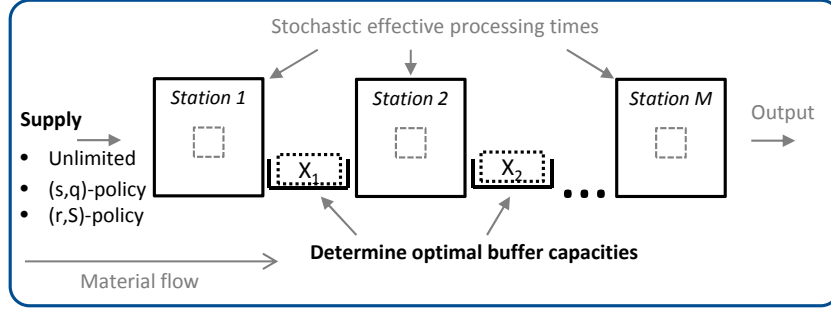 Stochastic effective processing times
Station 1
Station 2
Station M
Supply
Output
• Unlimited
• (s,q)-policy
• (r,S)-policy
X1
X2
...
Determine optimal buffer capacities
Material flow